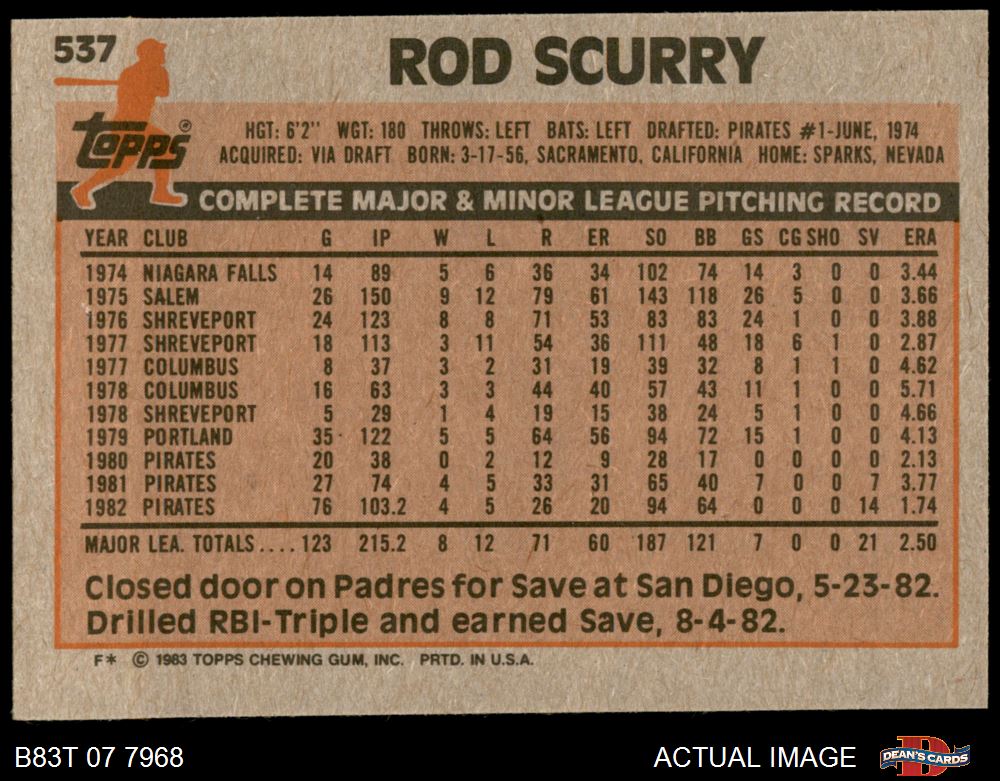 537
ROD SCURRY
topps®
HGT: 6'2" WGT: 180 THROWS: LEFT BATS: LEFT DRAFTED: PIRATES #1-JUNE, 1974
ACQUIRED: VIA DRAFT BORN: 3-17-56, SACRAMENTO, CALIFORNIA HOME: SPARKS, NEVADA
COMPLETE MAJOR & MINOR LEAGUE PITCHING RECORD
YEAR CLUB G IP W L R ER SO BB GS CG SHO SV ERA
1974 NIAGARA FALLS 14 89 5 6 36 34 102 74 14 3 0 0 3.44
1975 SALEM 26 150 9 12 79 61 143 118 26 5 0 0 3.66
1976 SHREVEPORT 24 123 8 8 71 53 83 83 24 1 0 0 3.88
1977 SHREVEPORT 18 113 3 11 54 36 111 48 18 6 1 0 2.87
1977 COLUMBUS 8 37 3 2 31 19 39 32 8 1 1 0 4.62
1978 COLUMBUS 16 63 3 3 44 40 57 43 11 1 0 0 5.71
1978 SHREVEPORT 5 29 1 4 19 15 38 24 5 1 0 0 4.66
1979 PORTLAND 35 122 5 5 64 56 94 72 15 1 0 0 4.13
1980 PIRATES 20 38 0 2 12 9 28 17 0 0 0 0 2.13
1981 PIRATES 27 74 4 5 33 31 65 40 7 0 0 7 3.77
1982 PIRATES 76 103.2 4 5 26 20 94 64 0 0 0 14 1.74
MAJOR LEA. TOTALS.... 123 215.2 8 12 71 60 187 121 7 0 0 21 2.50
Closed door on Padres for Save at San Diego, 5-23-82.
Drilled RBI-Triple and earned Save, 8-4-82.
F* © 1983 TOPPS CHEWING GUM, INC. PRTD. IN U.S.A.
B83T 07 7968
ACTUAL IMAGE
D
DEAN'S CARDS